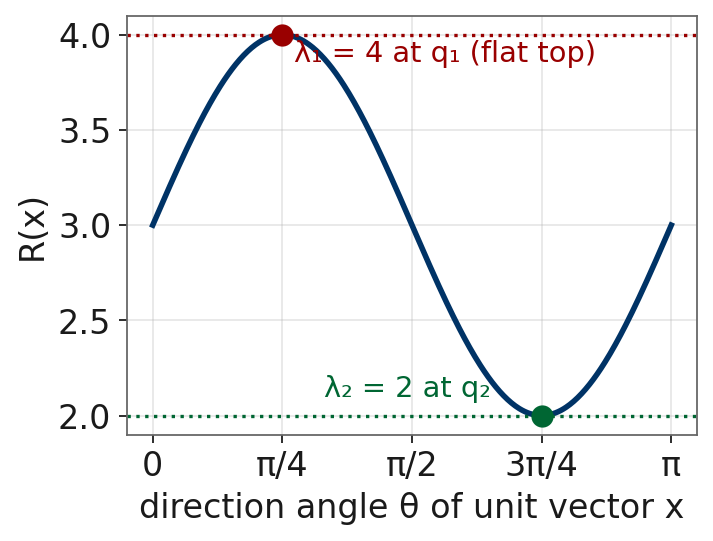 4.0
λ₁ = 4 at q₁ (flat top)
3.5
R(x)
3.0
2.5
λ₂ = 2 at q₂
2.0
0 π/4 π/2 3π/4 π
direction angle θ of unit vector x